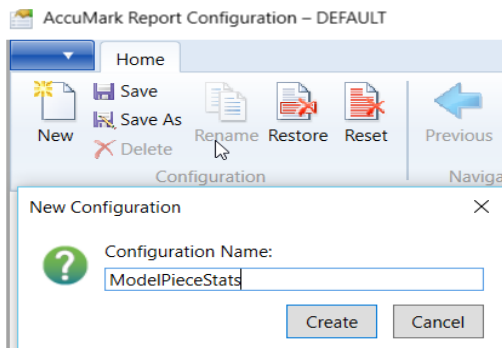 AccuMark Report Configuration – DEFAULT
Home
New
Save
Save As
Delete
Rename
Restore
Reset
Previous
Configuration
Naviga
New Configuration
Configuration Name:
ModelPieceStats
Create
Cancel